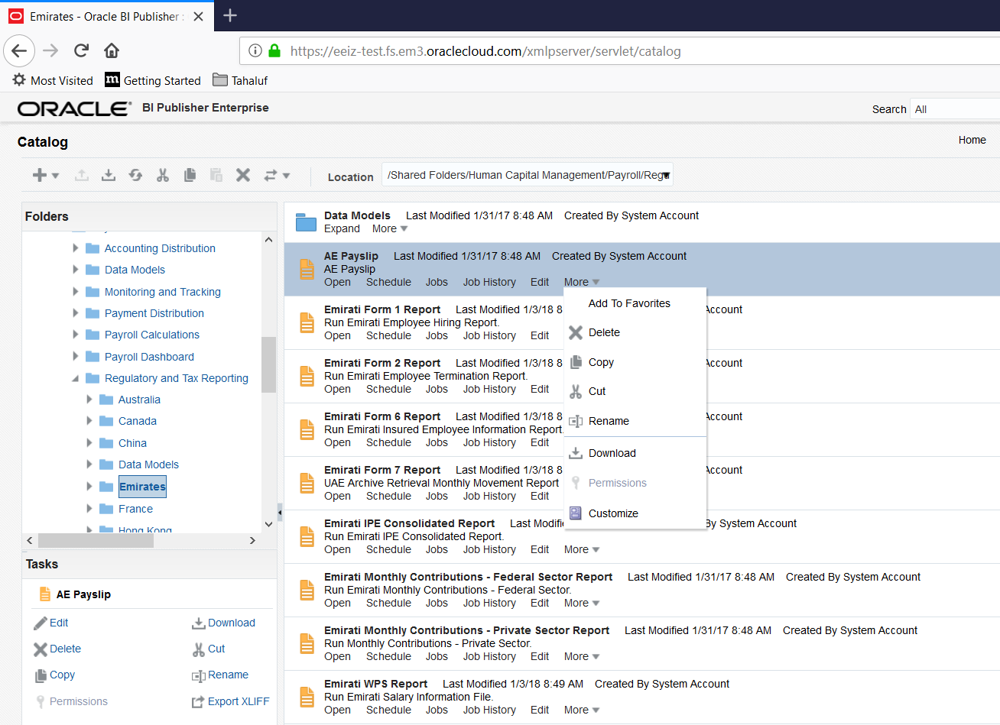 Emirates - Oracle BI Publisher :
https://eeiz-test.fs.em3.oraclecloud.com/xmlpserver/servlet/catalog
Most Visited Getting Started Tahaluf
ORACLE BI Publisher Enterprise Search All
Catalog Home
Location /Shared Folders/Human Capital Management/Payroll/Regu
Folders
Accounting Distribution
Data Models
Monitoring and Tracking
Payment Distribution
Payroll Calculations
Payroll Dashboard
Regulatory and Tax Reporting
Australia
Canada
China
Data Models
Emirates
France
Hong Kong
Tasks
AE Payslip
Edit Download
Delete Cut
Copy Rename
Permissions Export XLIFF
Data Models Last Modified 1/31/17 8:48 AM Created By System Account
Expand More
AE Payslip Last Modified 1/31/17 8:48 AM Created By System Account
AE Payslip
Open Schedule Jobs Job History Edit More
Add To Favorites
Delete
Copy
Cut
Rename
Download
Permissions
Customize
Emirati Form 1 Report Last Modified 1/3/18 8 Account
Run Emirati Employee Hiring Report.
Open Schedule Jobs Job History Edit
Emirati Form 2 Report Last Modified 1/3/18 8 Account
Run Emirati Employee Termination Report.
Open Schedule Jobs Job History Edit
Emirati Form 6 Report Last Modified 1/3/18 8 Account
Run Emirati Insured Employee Information Report.
Open Schedule Jobs Job History Edit
Emirati Form 7 Report Last Modified 1/3/18 8 Account
UAE Archive Retrieval Monthly Movement Report
Open Schedule Jobs Job History Edit
Emirati IPE Consolidated Report Last Modifi By System Account
Run Emirati IPE Consolidated Report.
Open Schedule Jobs Job History Edit More
Emirati Monthly Contributions - Federal Sector Report Last Modified 1/31/17 8:48 AM Created By System Account
Run Emirati Monthly Contributions - Federal Sector.
Open Schedule Jobs Job History Edit More
Emirati Monthly Contributions - Private Sector Report Last Modified 1/31/17 8:48 AM Created By System Account
Run Monthly Contributions - Private Sector.
Open Schedule Jobs Job History Edit More
Emirati WPS Report Last Modified 1/3/18 8:49 AM Created By System Account
Run Emirati Salary Information File.
Open Schedule Jobs Job History Edit More